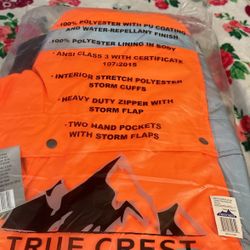 100% POLYESTER WITH PU COATING
AND WATER-REPELLANT FINISH.
100% POLYESTER LINING IN BODY
• ANSI CLASS 3 WITH CERTIFICATE
107:2015
• INTERIOR STRETCH POLYESTER
STORM CUFFS
• HEAVY DUTY ZIPPER WITH
STORM FLAP
• TWO HAND POCKETS
WITH STORM FLAPS
TRUE CREST